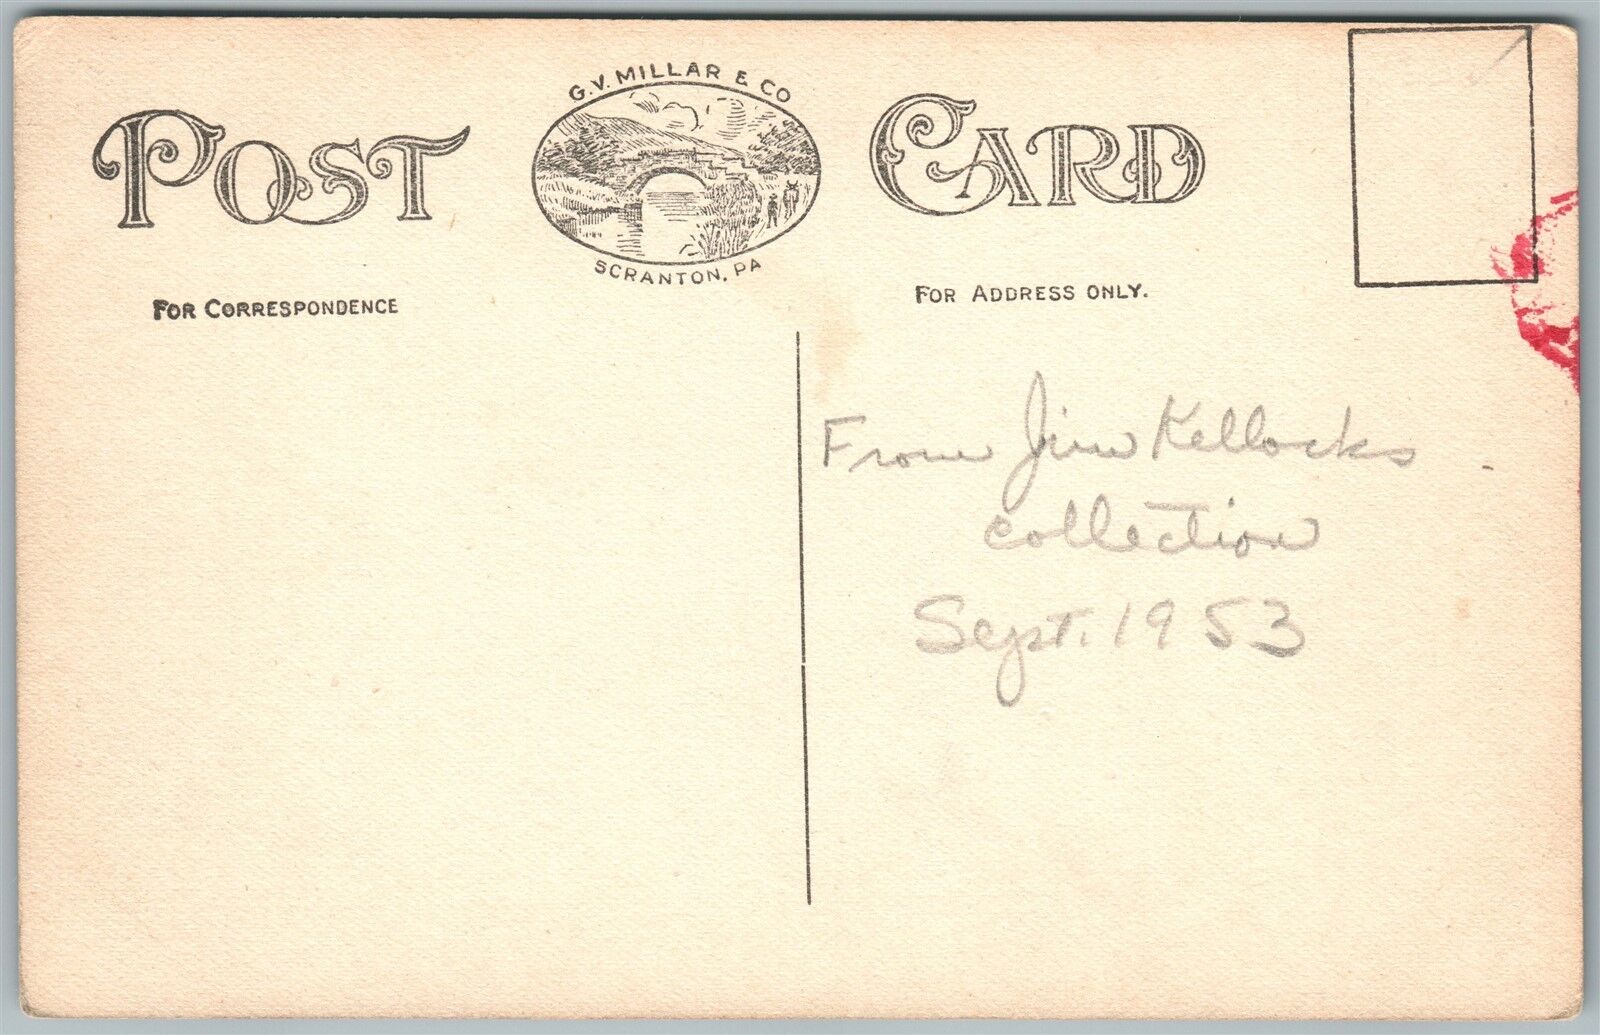 POST CARD
G.V. MILLAR & CO
SCRANTON, PA
FOR CORRESPONDENCE
FOR ADDRESS ONLY.
From Jim Kellocks
collection
Sept. 1953